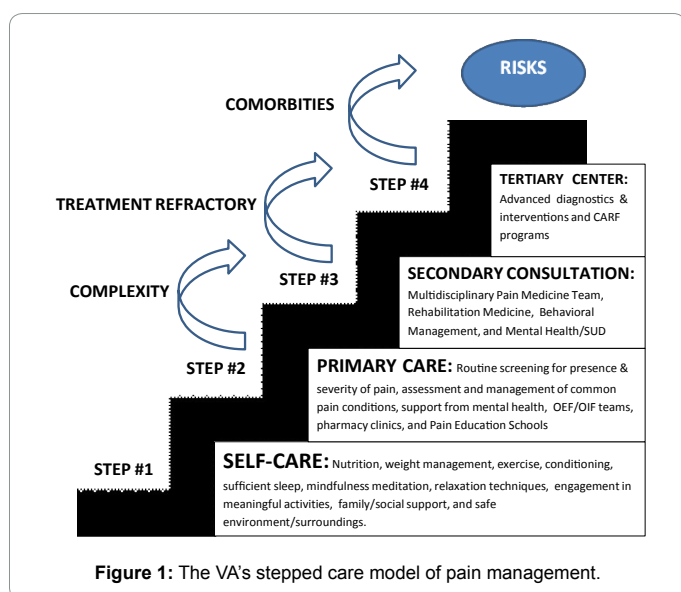 RISKS
COMORBITIES
STEP #4
TERTIARY CENTER:
Advanced diagnostics &
interventions and CARF
programs
TREATMENT REFRACTORY
STEP #3
SECONDARY CONSULTATION:
Multidisciplinary Pain Medicine Team,
Rehabilitation Medicine, Behavioral
Management, and Mental Health/SUD
COMPLEXITY
STEP #2
PRIMARY CARE: Routine screening for presence &
severity of pain, assessment and management of common
pain conditions, support from mental health, OEF/OIF teams,
pharmacy clinics, and Pain Education Schools
STEP #1
SELF-CARE: Nutrition, weight management, exercise, conditioning,
sufficient sleep, mindfulness meditation, relaxation techniques, engagement in
meaningful activities, family/social support, and safe
environment/surroundings.
Figure 1: The VA's stepped care model of pain management.